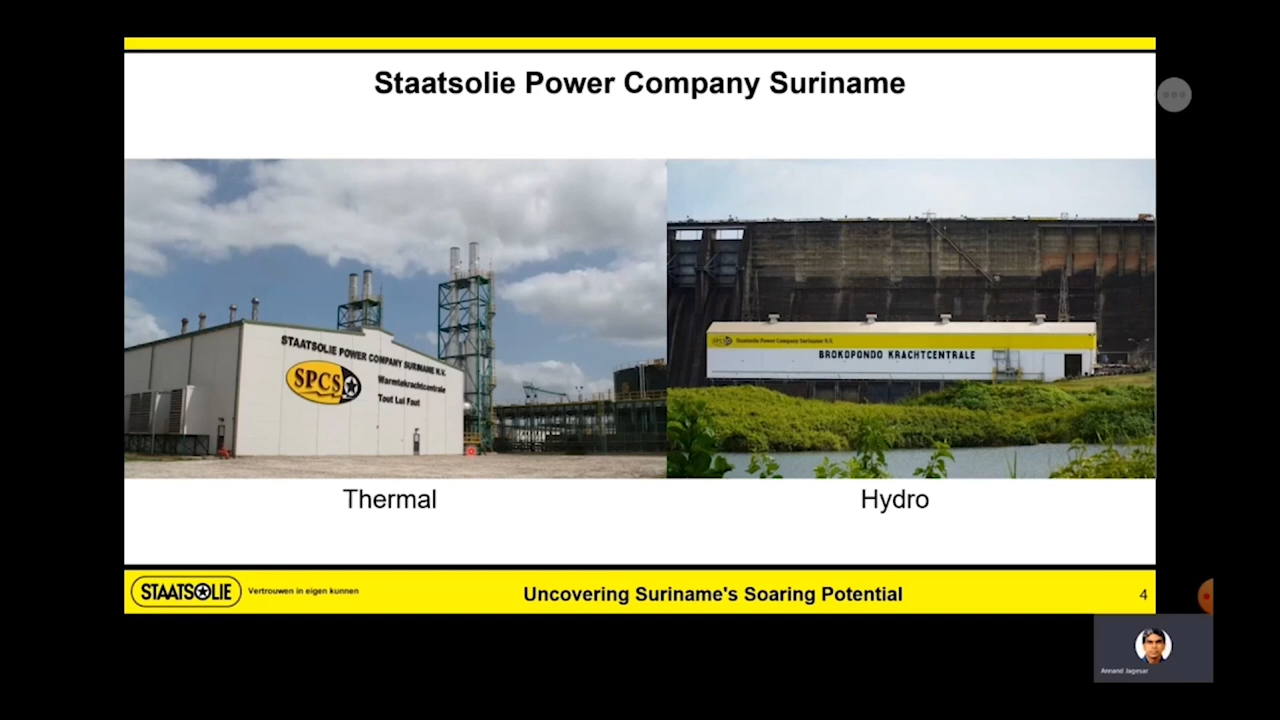 Staatsolie Power Company Suriname
STAATSOLIE POWER COMPANY SURINAME N.V.
SPCS
Warmtekrachtcentrale
Tout Lui Faut
SPCS Staatsolie Power Company Suriname N.V.
BROKOPONDO KRACHTCENTRALE
Thermal
Hydro
STAATSOLIE
Vertrouwen in eigen kunnen
Uncovering Suriname's Soaring Potential
4
Annand Jagesar